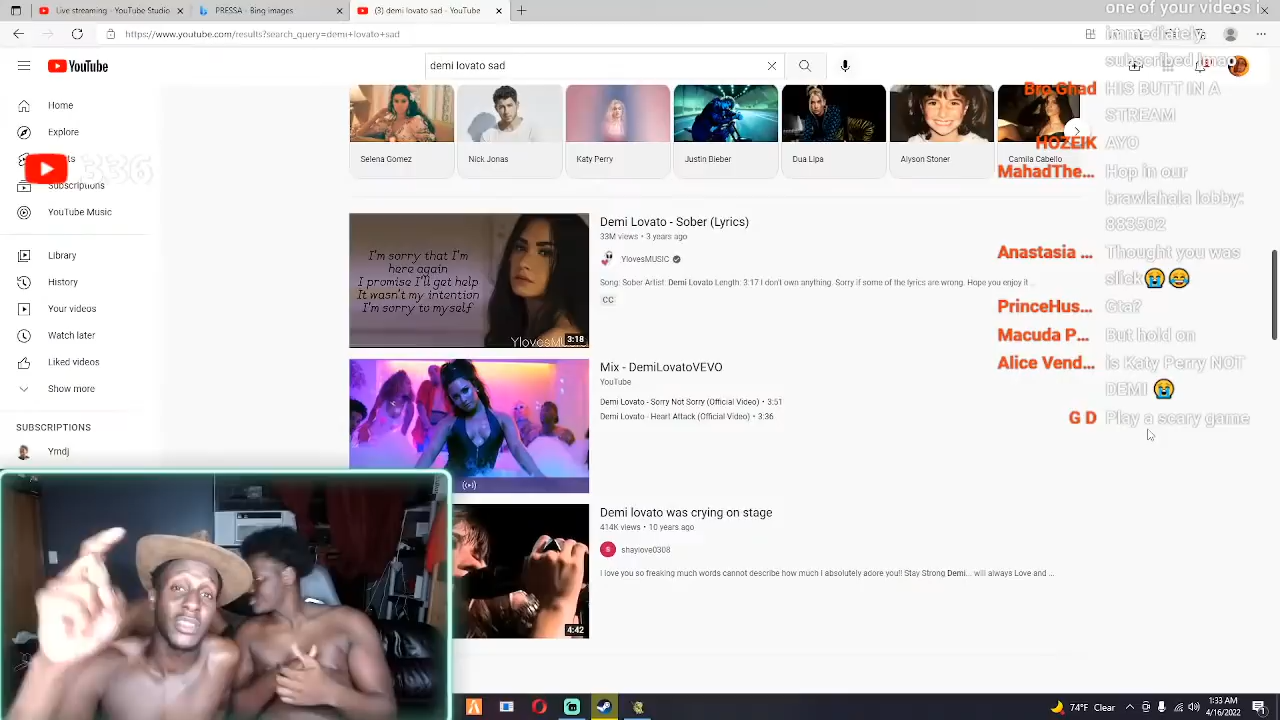 Live streaming - YouTube Studio
PRESSA - Bing images
(3) demi lovato sad - YouTube
https://www.youtube.com/results?search_query=demi+lovato+sad
YouTube
demi lovato sad
Home
Explore
Subscriptions
336
YouTube Music
Library
History
Your videos
Watch later
Liked videos
Show more
SUBSCRIPTIONS
Ymdj
Selena Gomez
Nick Jonas
Katy Perry
Justin Bieber
Dua Lipa
Alyson Stoner
Camila Cabello
I'm sorry that I'm
here again
I promise I'll get help
It wasn't my intention
I'm sorry to myself
YlovesMUSIC
3:18
Demi Lovato - Sober (Lyrics)
33M views • 3 years ago
YlovesMUSIC
Song: Sober Artist: Demi Lovato Length: 3:17 I don't own anything. Sorry if some of the lyrics are wrong. Hope you enjoy it ...
CC
Mix - DemiLovatoVEVO
YouTube
Demi Lovato - Sorry Not Sorry (Official Video) • 3:51
Demi Lovato - Heart Attack (Official Video) • 3:36
4:42
Demi lovato was crying on stage
414K views • 10 years ago
S
shaylove0308
I love you so freaking much words cannot describe how much I absolutely adore you!! Stay Strong Demi... will always Love and ...
one of your videos i
immediately
subscribed lmao
Bro Ghad HIS BUTT IN A
STREAM
HOZEIK AYO
MahadThe... Hop in our
brawlahala lobby:
883502
Anastasia ... Thought you was
slick😭😂
PrinceHus... Gta?
Macuda P... But hold on
Alice Vend... Is Katy Perry NOT
DEMI 😭
G D Play a scary game
74°F Clear
1:33 AM
4/16/2022